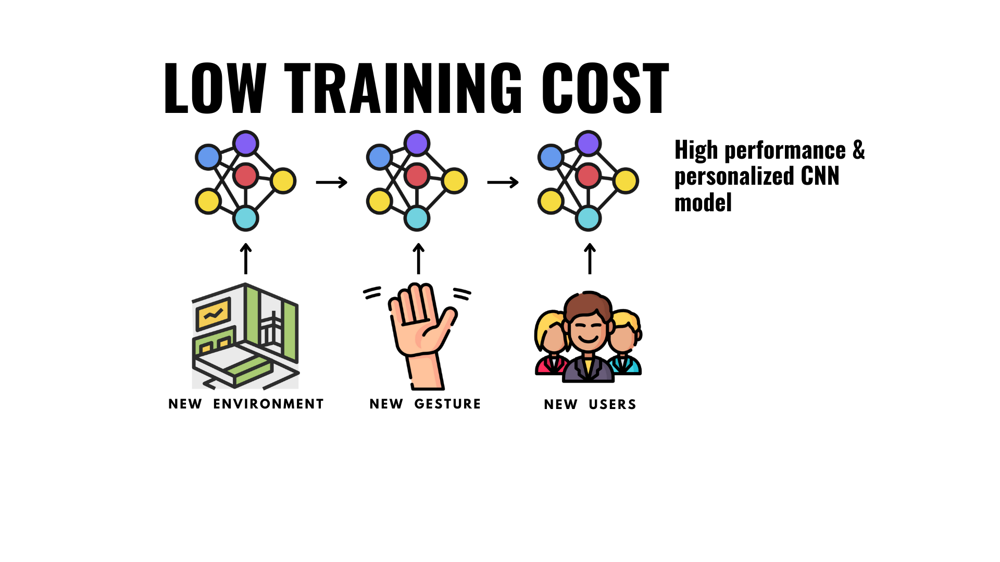 LOW TRAINING COST
High performance &
personalized CNN
model
NEW ENVIRONMENT
NEW GESTURE
NEW USERS